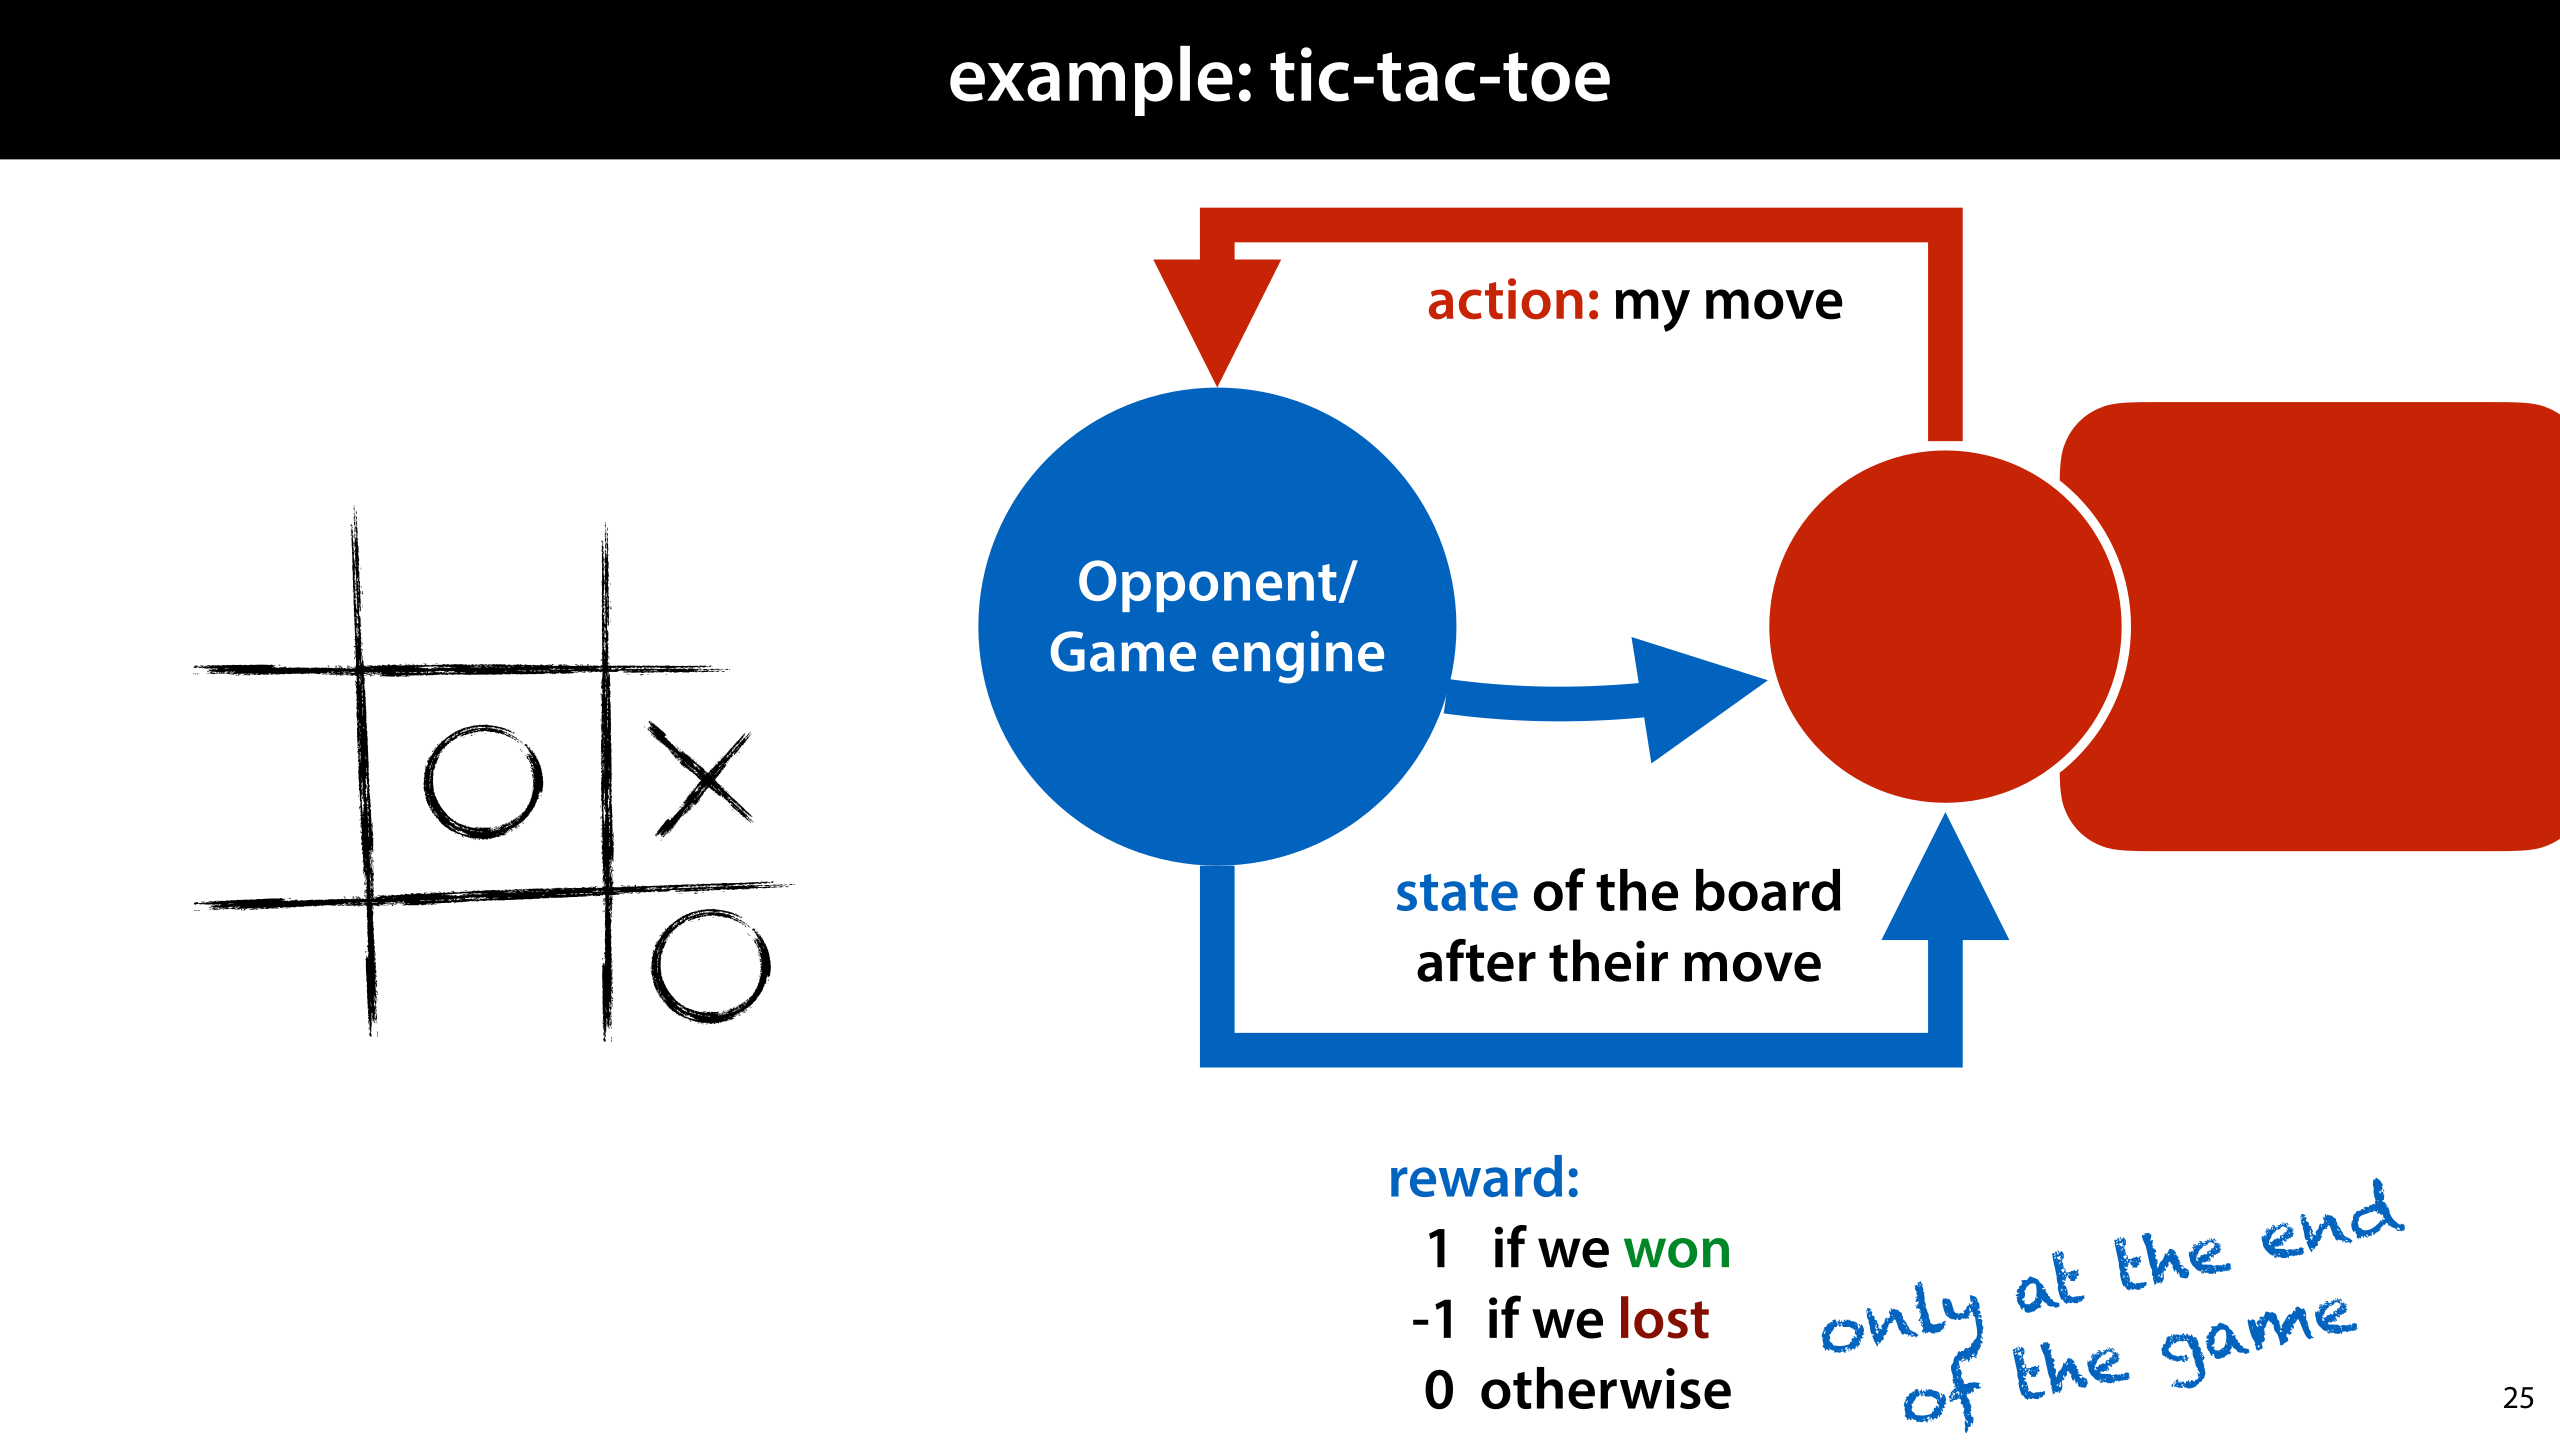 example: tic-tac-toe
action: my move
Opponent/
Game engine
state of the board
after their move
reward:
1 if we won
-1 if we lost
0 otherwise
only at the end
of the game
25